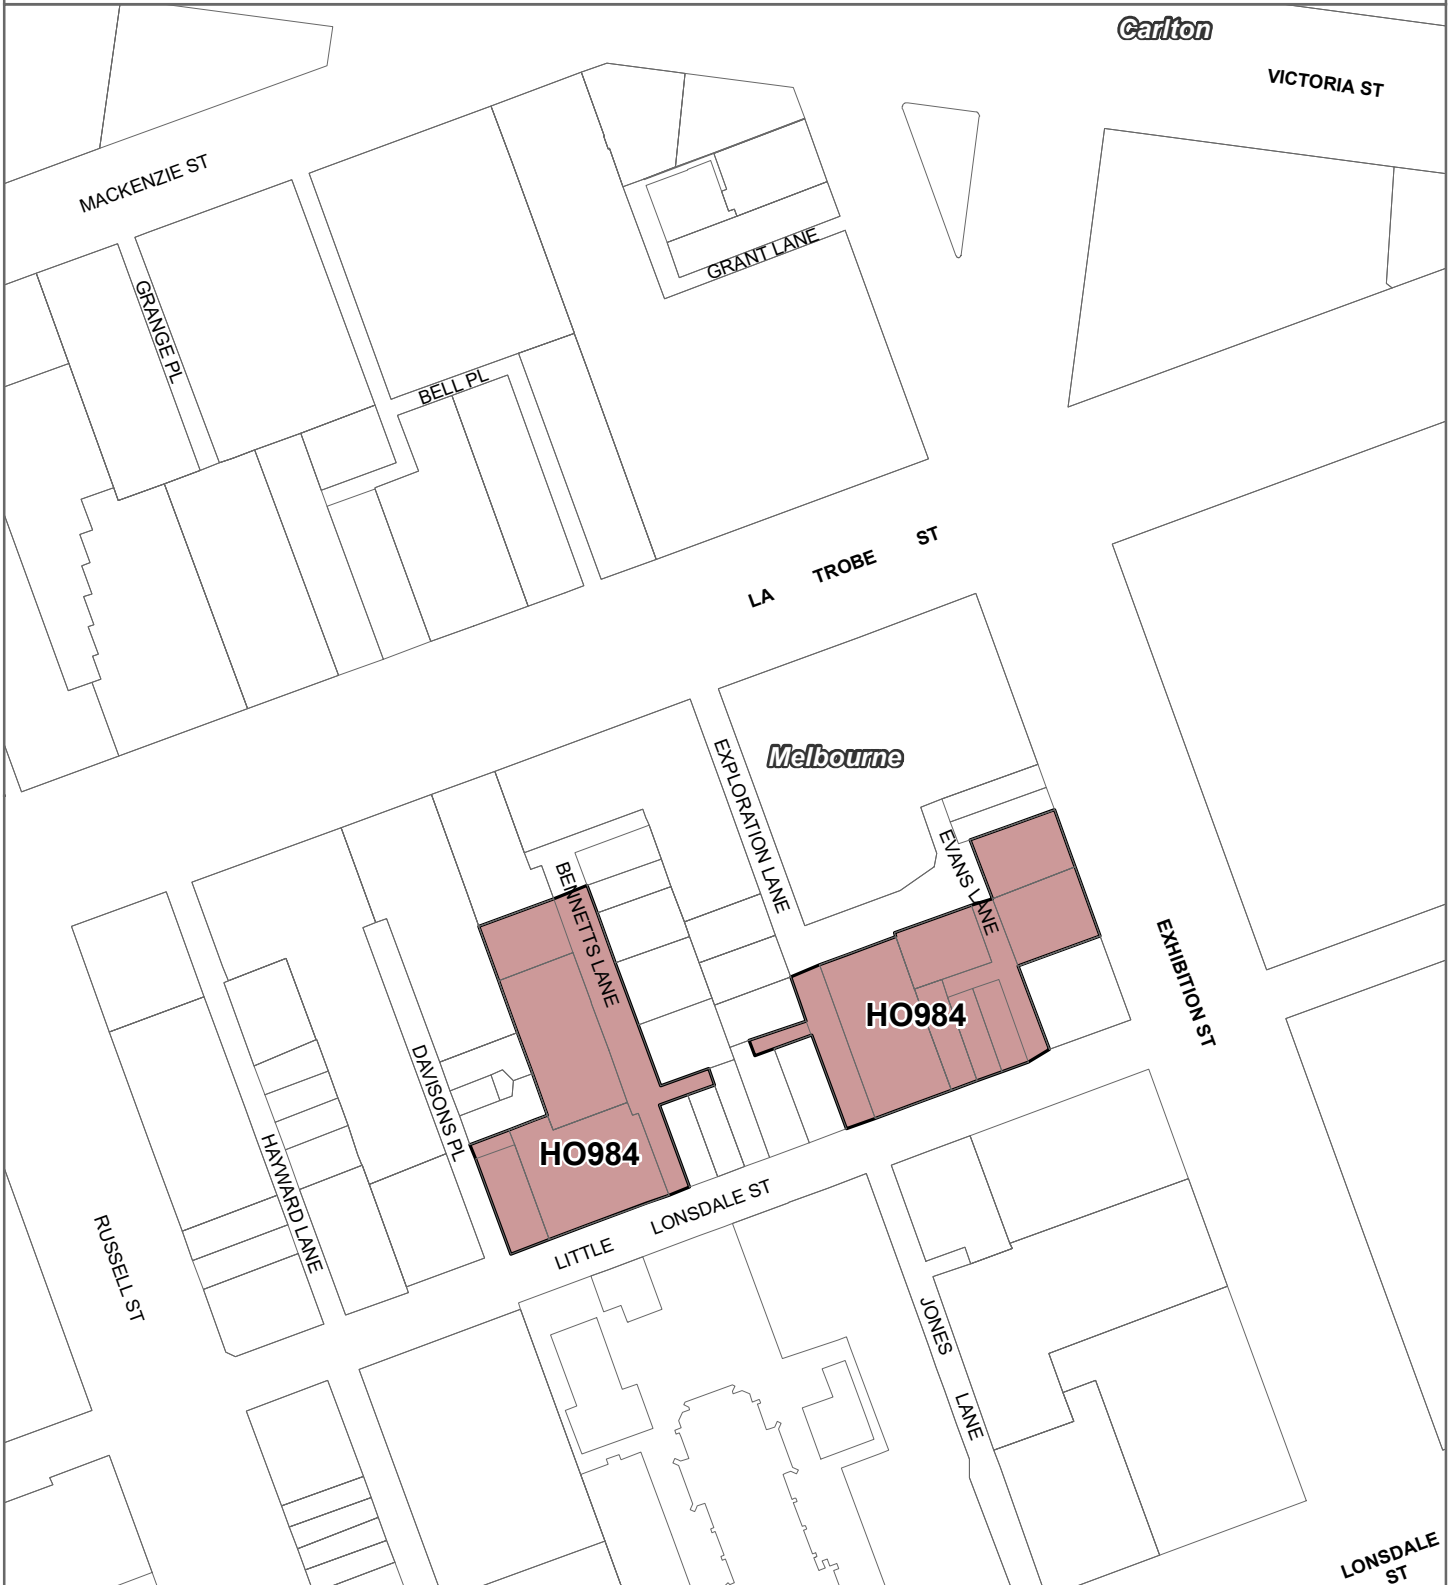 Carlton
VICTORIA ST
MACKENZIE ST
GRANT LANE
GRANGE PL
BELL PL
LA TROBE ST
Melbourne
EXPLORATION LANE
EVANS LANE
BENNETTS LANE
HO984
EXHIBITION ST
DAVISONS PL
HO984
HAYWARD LANE
LITTLE LONSDALE ST
RUSSELL ST
JONES LANE
LONSDALE
ST